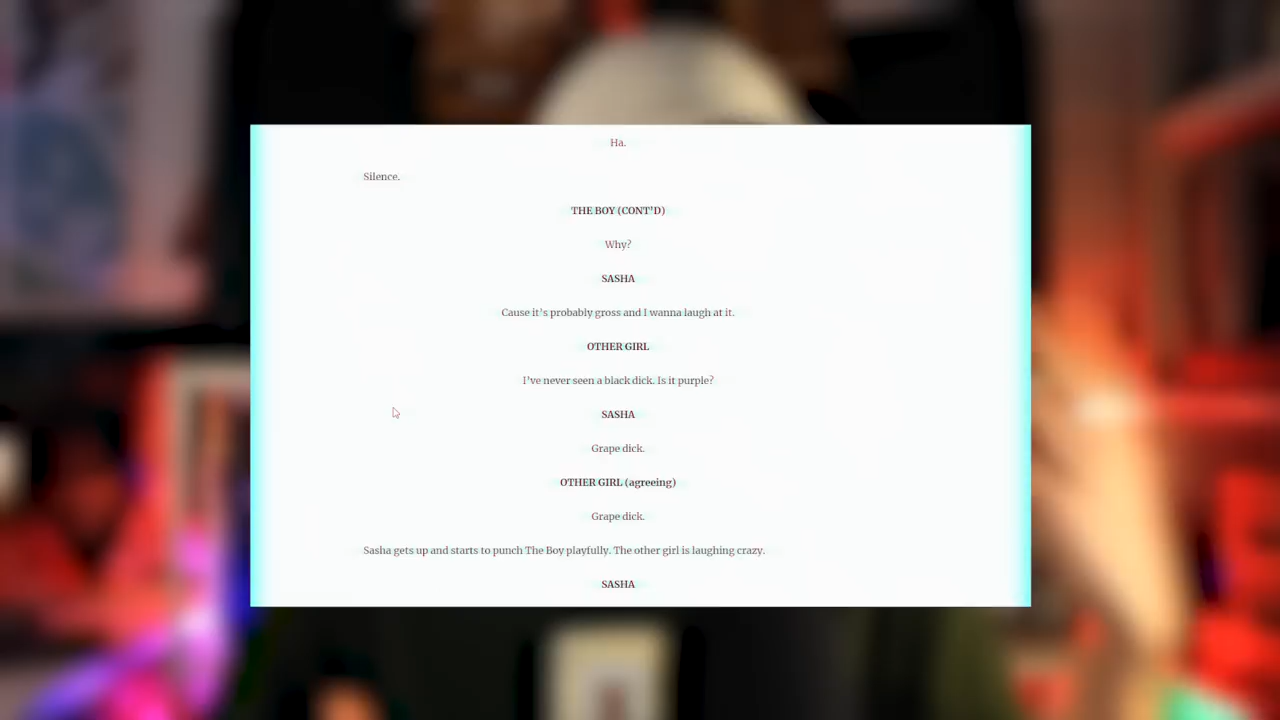 Ha.
Silence.
THE BOY (CONT'D)
Why?
SASHA
Cause it's probably gross and I wanna laugh at it.
OTHER GIRL
I've never seen a black dick. Is it purple?
SASHA
Grape dick.
OTHER GIRL (agreeing)
Grape dick.
Sasha gets up and starts to punch The Boy playfully. The other girl is laughing crazy.
SASHA